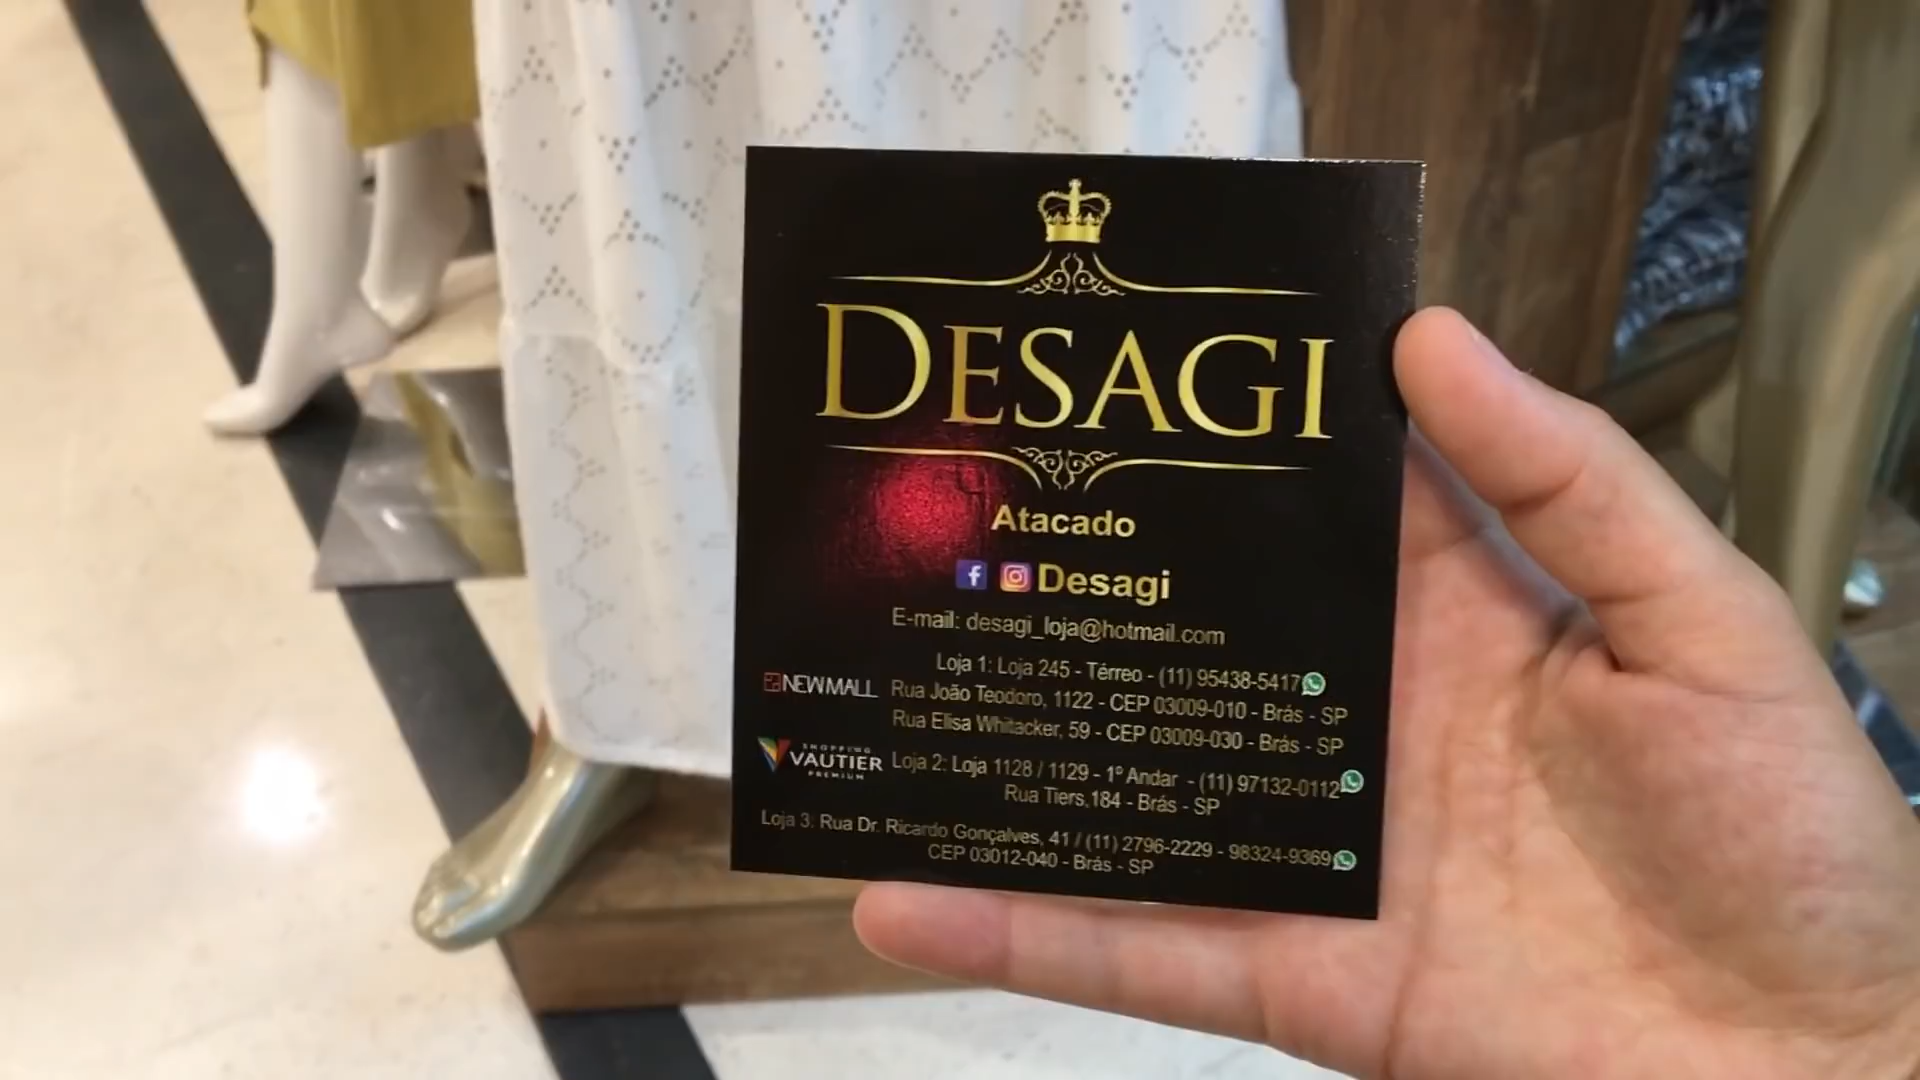 DESAGI
Atacado
Desagi
E-mail: desagi_loja@hotmail.com
NEWMALL
Loja 1: Loja 245 - Térreo - (11) 95438-5417
Rua João Teodoro, 1122 - CEP 03009-010 - Brás - SP
Rua Elisa Whitacker, 59 - CEP 03009-030 - Brás - SP
SHOPPING
VAUTIER
PREMIUM
Loja 2: Loja 1128 / 1129 - 1º Andar - (11) 97132-0112
Rua Tiers,184 - Brás - SP
Loja 3: Rua Dr. Ricardo Gonçalves, 41 / (11) 2796-2229 - 98324-9369
CEP 03012-040 - Brás - SP